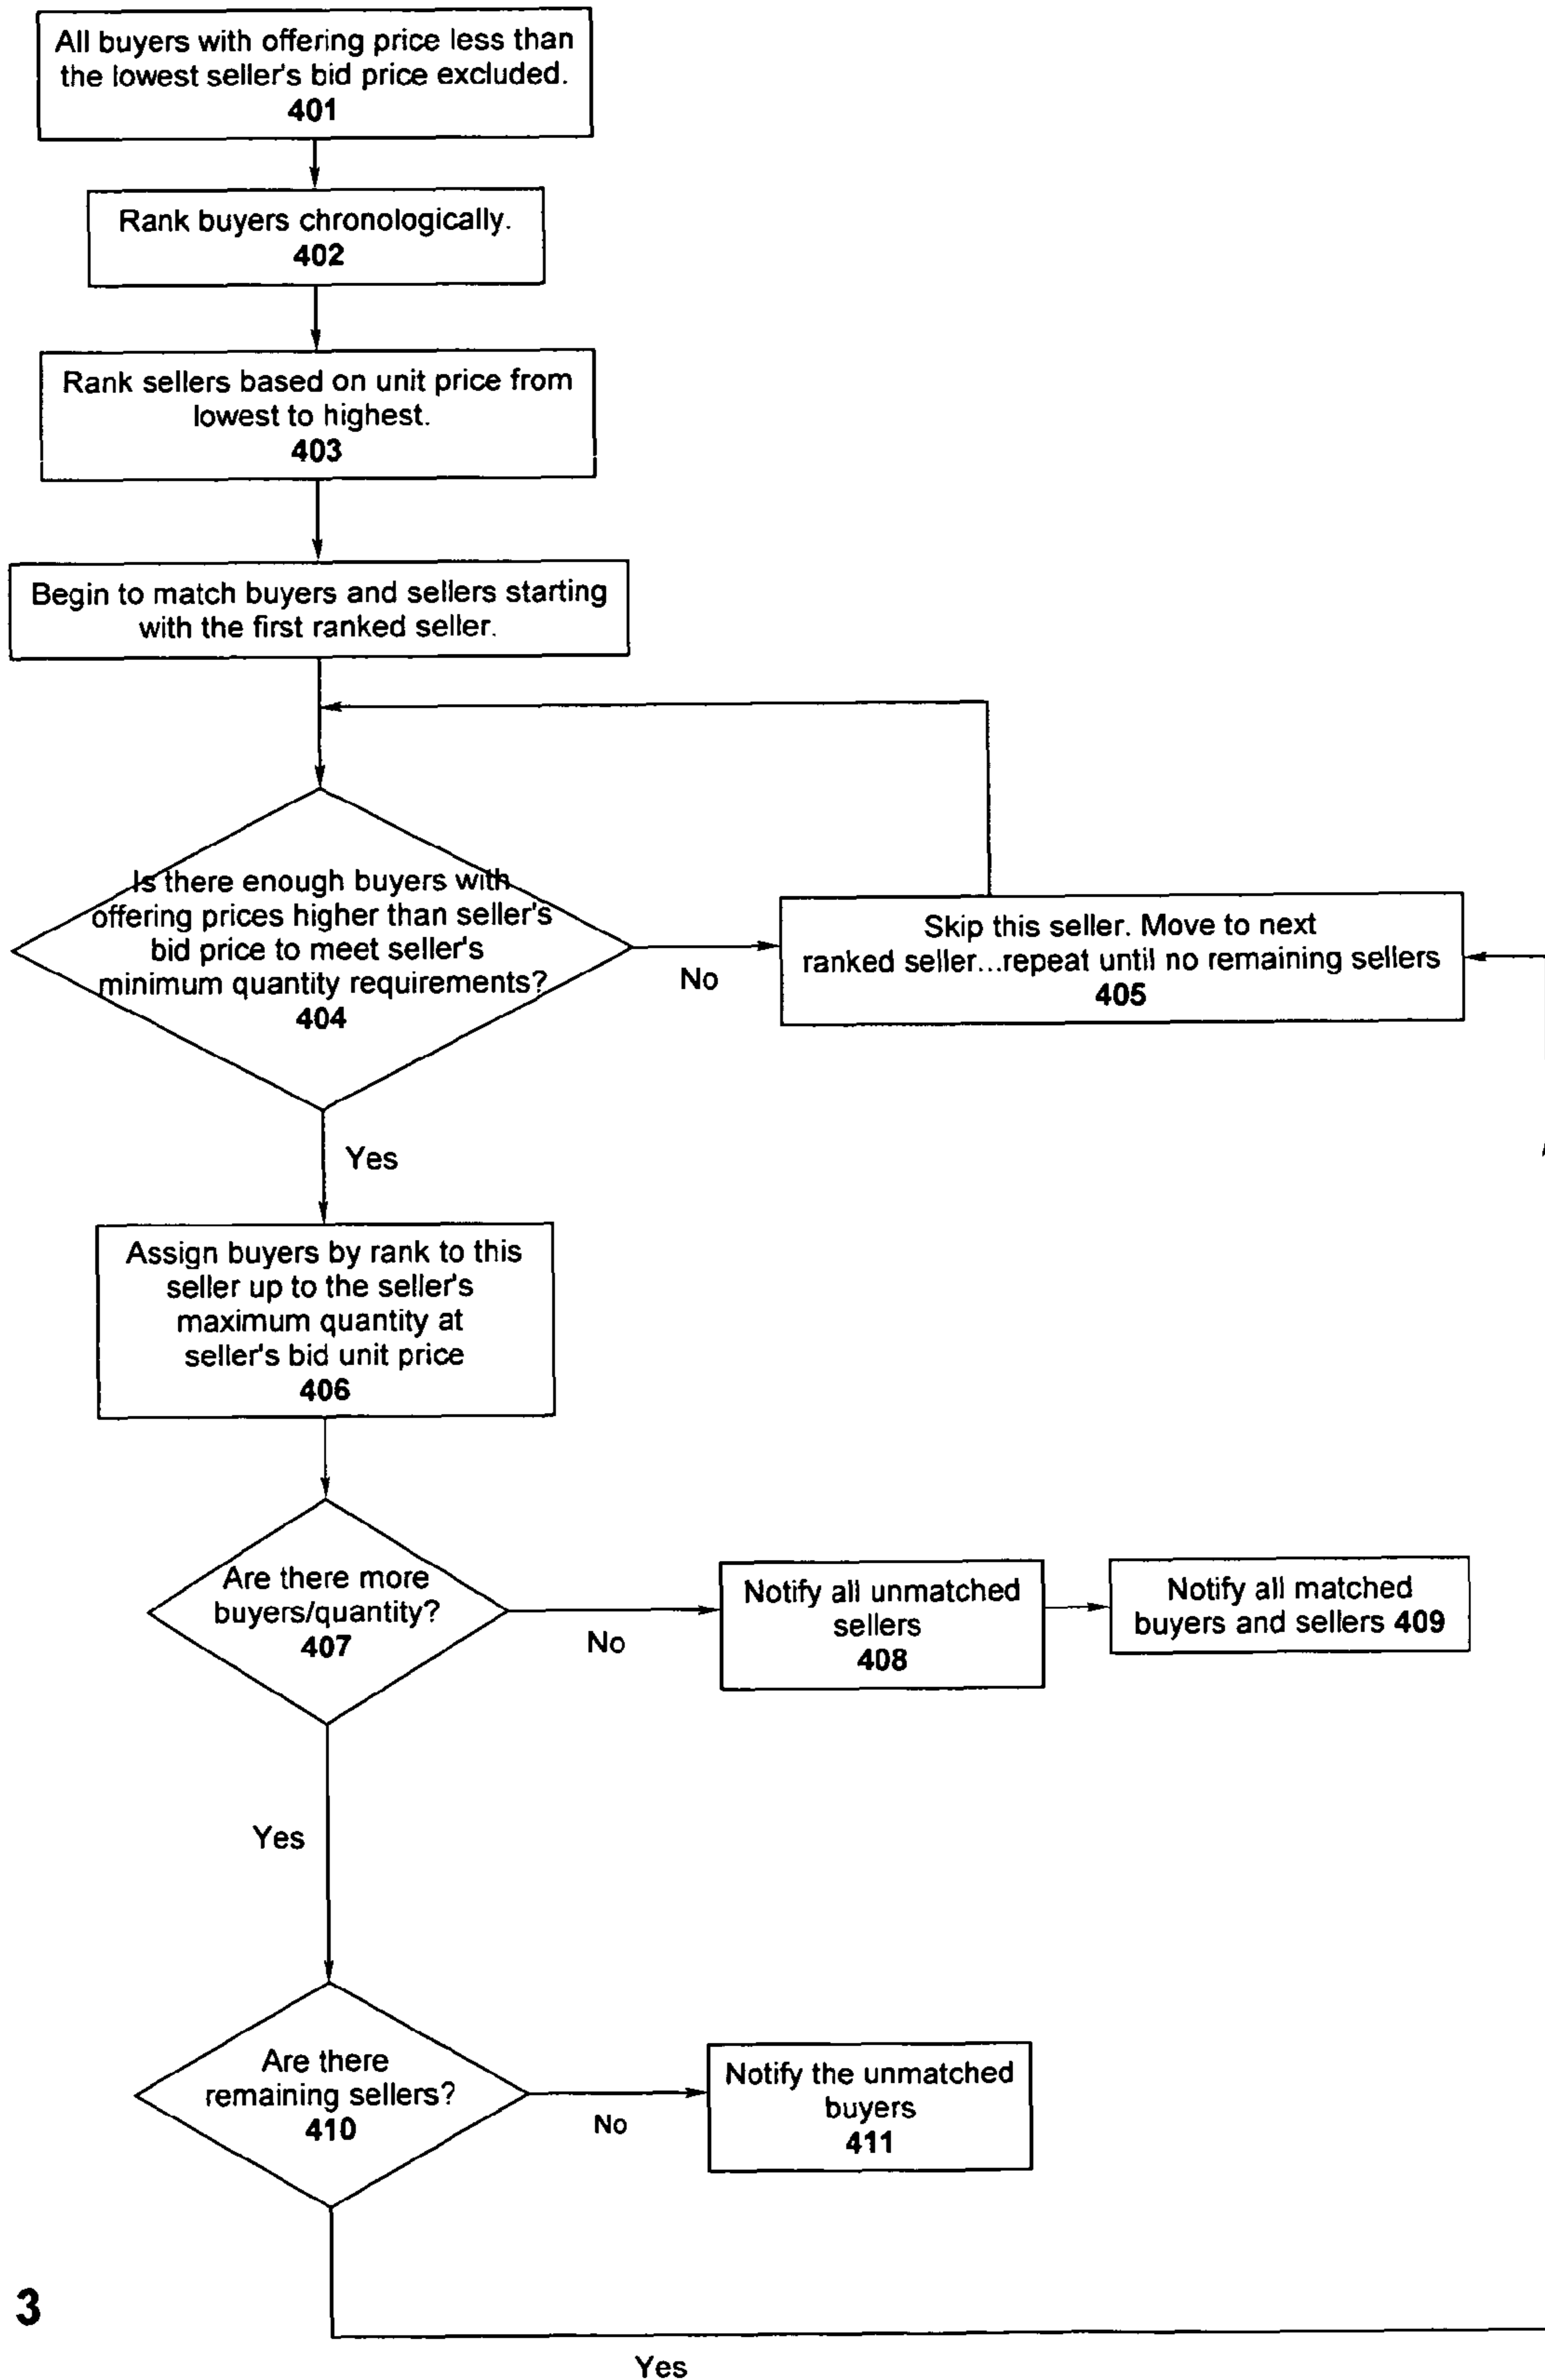 All buyers with offering price less than
the lowest seller's bid price excluded.
401
Rank buyers chronologically.
402
Rank sellers based on unit price from
lowest to highest.
403
Begin to match buyers and sellers starting
with the first ranked seller.
Is there enough buyers with
offering prices higher than seller's
bid price to meet seller's
minimum quantity requirements?
404
No
Skip this seller. Move to next
ranked seller...repeat until no remaining sellers
405
Yes
Assign buyers by rank to this
seller up to the seller's
maximum quantity at
seller's bid unit price
406
Are there more
buyers/quantity?
407
No
Notify all unmatched
sellers
408
Notify all matched
buyers and sellers 409
Yes
Are there
remaining sellers?
410
No
Notify the unmatched
buyers
411
3
Yes